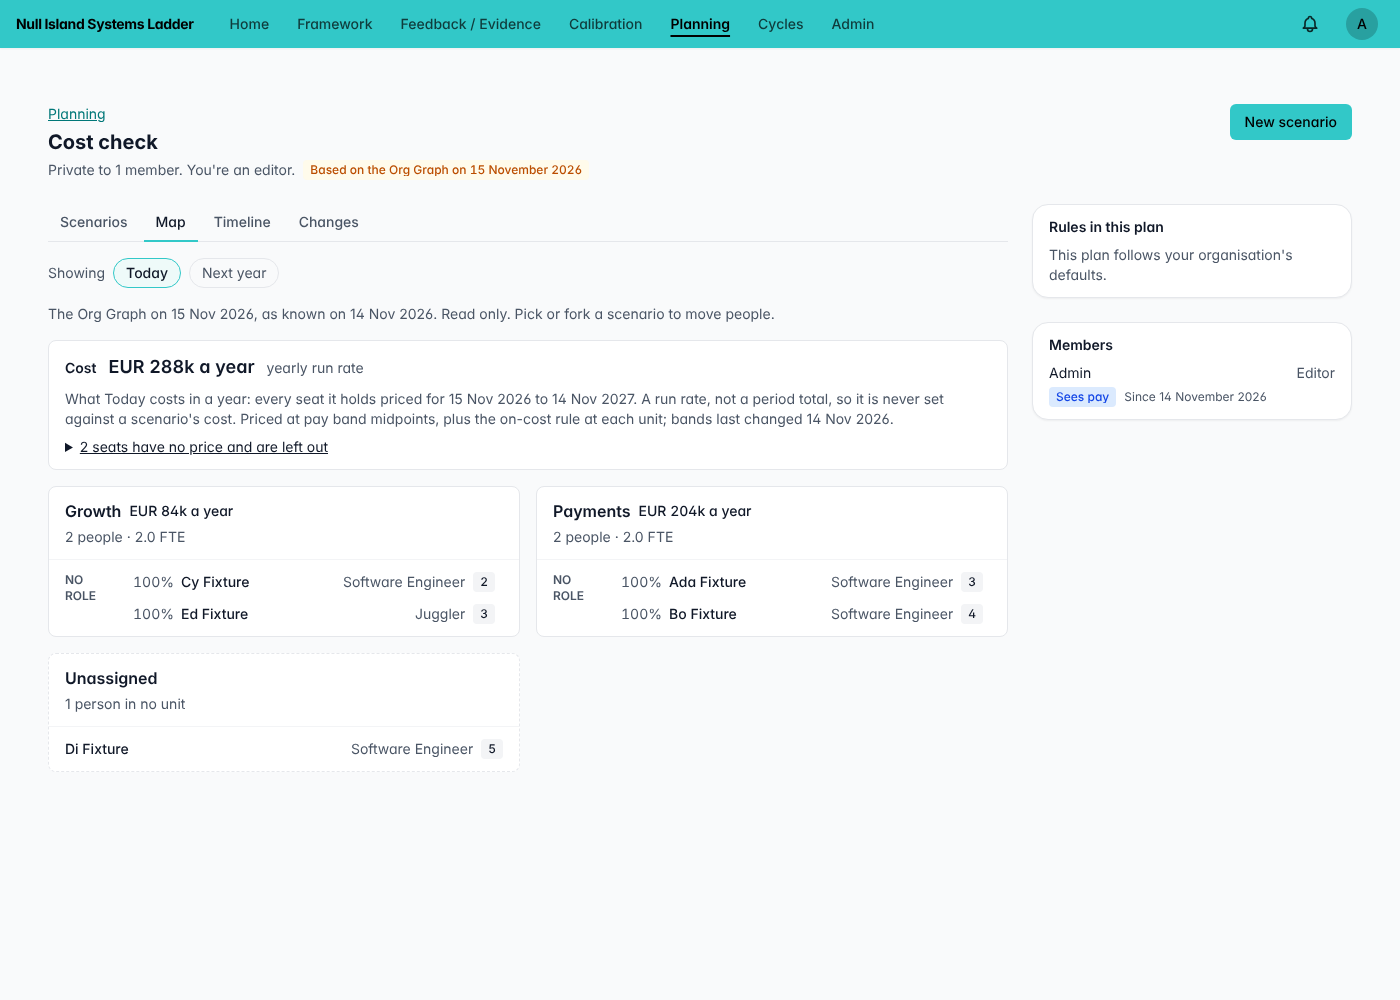 Null Island Systems Ladder Home Framework Feedback / Evidence Calibration Planning Cycles Admin A
Planning
Cost check
Private to 1 member. You're an editor. Based on the Org Graph on 15 November 2026
New scenario
Scenarios Map Timeline Changes
Showing Today Next year
The Org Graph on 15 Nov 2026, as known on 14 Nov 2026. Read only. Pick or fork a scenario to move people.
Cost EUR 288k a year yearly run rate
What Today costs in a year: every seat it holds priced for 15 Nov 2026 to 14 Nov 2027. A run rate, not a period total, so it is never set
against a scenario's cost. Priced at pay band midpoints, plus the on-cost rule at each unit; bands last changed 14 Nov 2026.
2 seats have no price and are left out
Growth EUR 84k a year
2 people · 2.0 FTE
NO
ROLE
100% Cy Fixture Software Engineer 2
100% Ed Fixture Juggler 3
Payments EUR 204k a year
2 people · 2.0 FTE
NO
ROLE
100% Ada Fixture Software Engineer 3
100% Bo Fixture Software Engineer 4
Unassigned
1 person in no unit
Di Fixture Software Engineer 5
Rules in this plan
This plan follows your organisation's
defaults.
Members
Admin Editor
Sees pay Since 14 November 2026